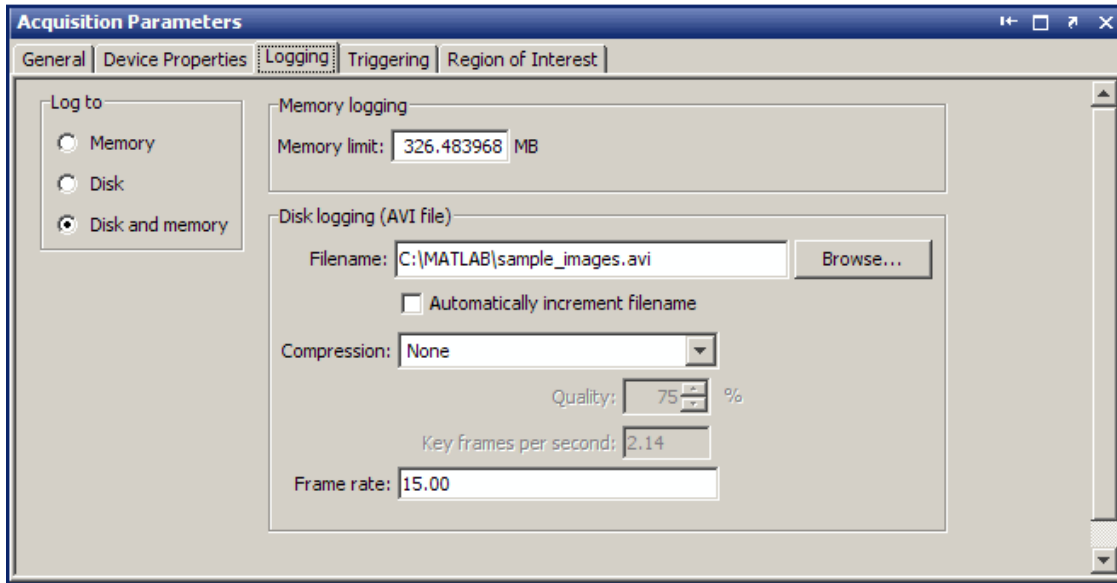 Acquisition Parameters
General Device Properties Logging Triggering Region of Interest
Log to
Memory
Disk
Disk and memory
Memory logging
Memory limit: 326.483968 MB
Disk logging (AVI file)
Filename: C:\MATLAB\sample_images.avi Browse...
Automatically increment filename
Compression: None
Quality: 75 %
Key frames per second: 2.14
Frame rate: 15.00